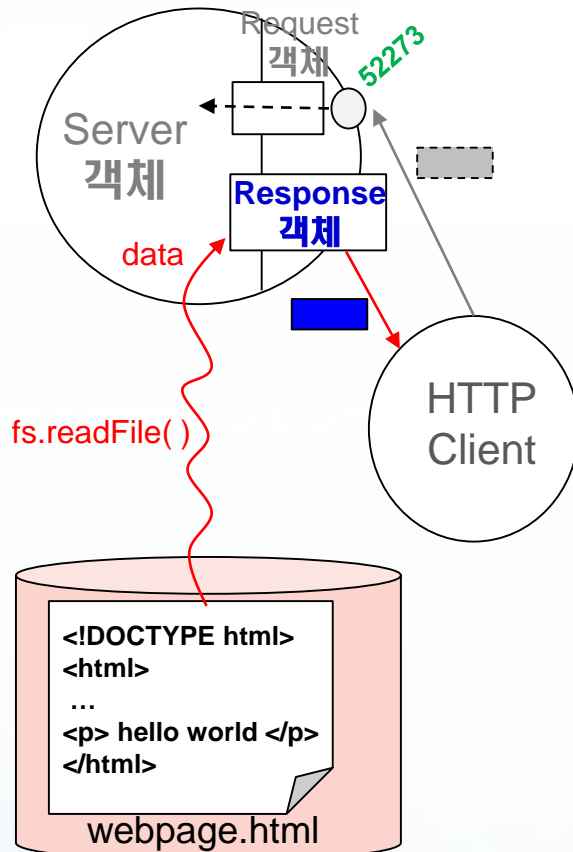 Request
객체
52273
Server
객체
Response
객체
data
fs.readFile( )
HTTP
Client
<!DOCTYPE html>
<html>
…
<p> hello world </p>
</html>
webpage.html